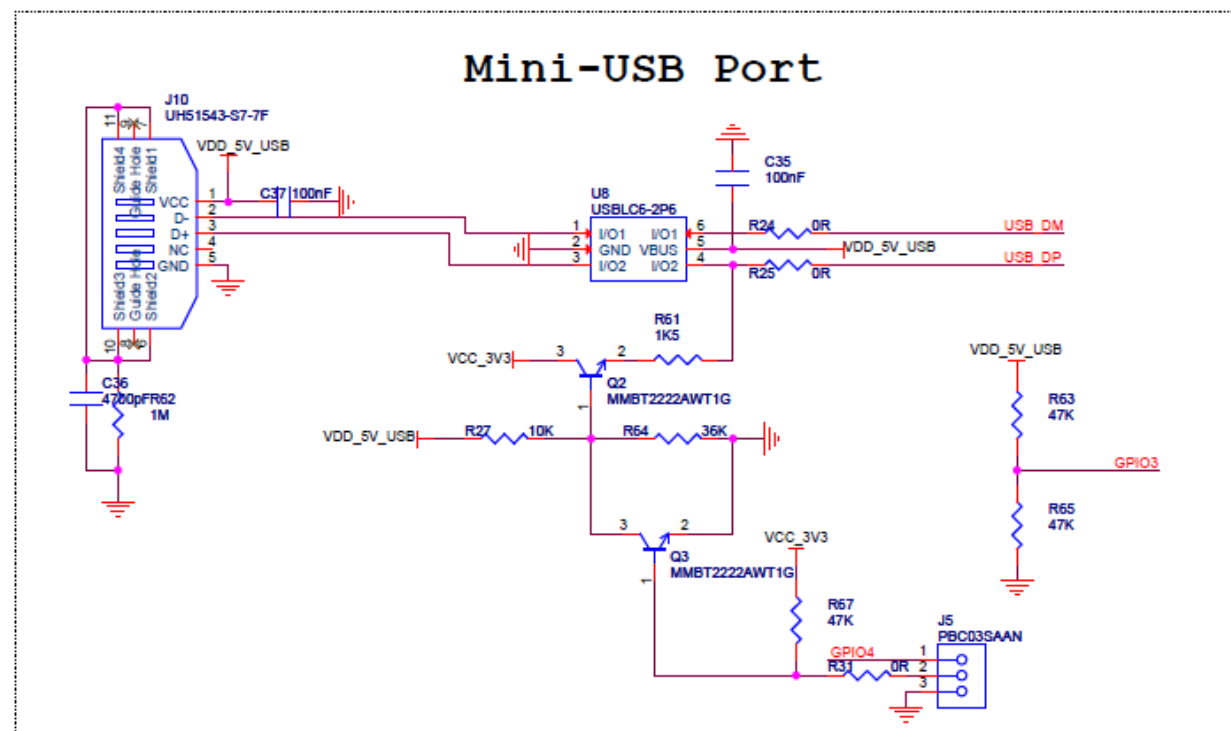 Mini-USB Port
J10
UH51543-S7-7F
11
9
7
Shield4
Guide Hole
Shield1
VDD_5V_USB
C37 100nF
VCC 1
D- 2
D+ 3
NC 4
GND 5
Shield3
Guide Hole
Shield2
10
8
6
C36
4700pF
R62
1M
C35
100nF
U8
USBLC6-2P6
1 I/O1 I/O1 6
2 GND VBUS 5
3 I/O2 I/O2 4
R24 0R USB_DM
VDD_5V_USB
R25 0R USB_DP
R61
1K5
VCC_3V3 3 2
Q2
MMBT2222AWT1G
1
VDD_5V_USB R27 10K R64 36K
3 2
Q3
MMBT2222AWT1G
1
VCC_3V3
R67
47K
VDD_5V_USB
R63
47K
GPIO3
R65
47K
J5
PBC03SAAN
GPIO4 1
R31 0R 2
3